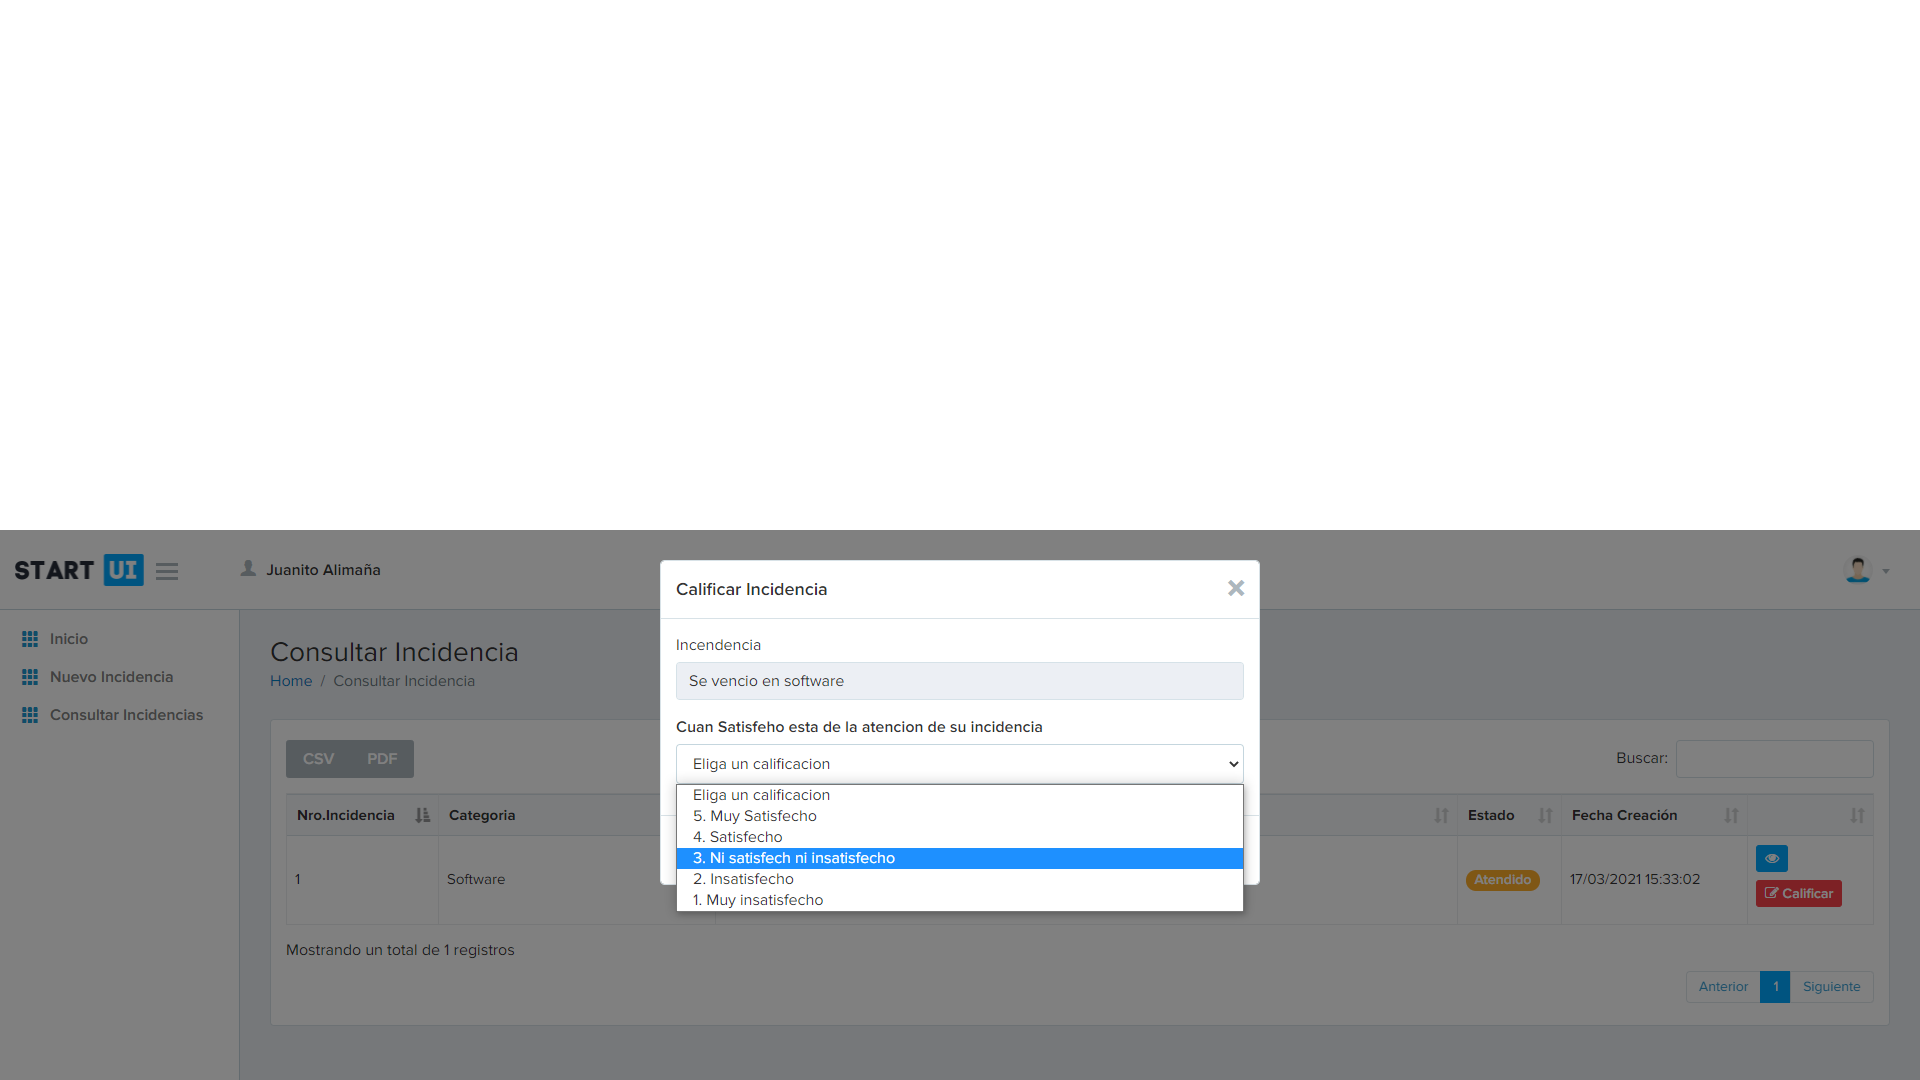 START UI
Juanito Alimaña
Inicio
Nuevo Incidencia
Consultar Incidencias
Consultar Incidencia
Home / Consultar Incidencia
CSV PDF
Buscar:
Nro.Incidencia Categoria Estado Fecha Creación
1 Software Atendido 17/03/2021 15:33:02
Calificar
Mostrando un total de 1 registros
Anterior 1 Siguiente
Calificar Incidencia
Incendencia
Se vencio en software
Cuan Satisfeho esta de la atencion de su incidencia
Eliga un calificacion
Eliga un calificacion
5. Muy Satisfecho
4. Satisfecho
3. Ni satisfech ni insatisfecho
2. Insatisfecho
1. Muy insatisfecho